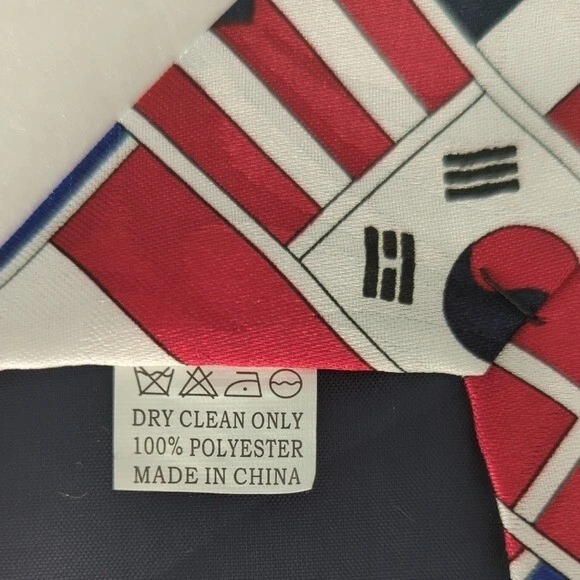 DRY CLEAN ONLY
100% POLYESTER
MADE IN CHINA